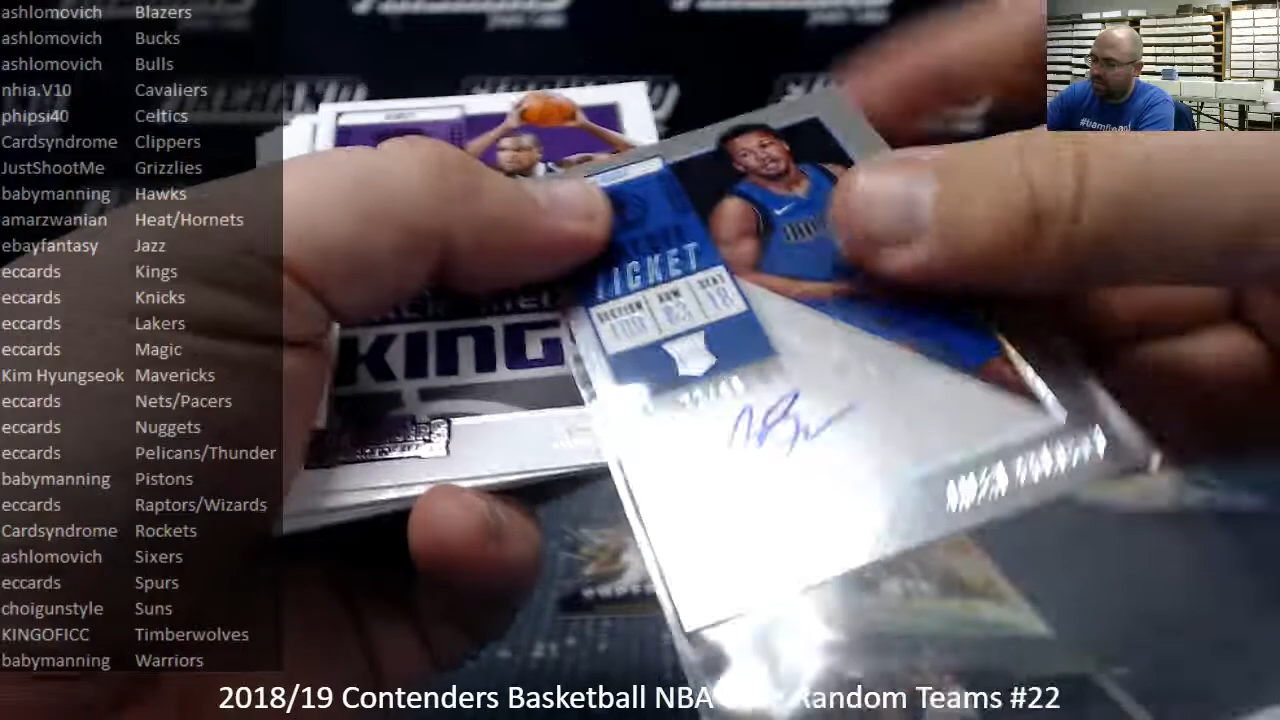 ashlomovich Blazers
ashlomovich Bucks
ashlomovich Bulls
nhia.V10 Cavaliers
phipsi40 Celtics
Cardsyndrome Clippers
JustShootMe Grizzlies
babymanning Hawks
amarzwanian Heat/Hornets
ebayfantasy Jazz
eccards Kings
eccards Knicks
eccards Lakers
eccards Magic
Kim Hyungseok Mavericks
eccards Nets/Pacers
eccards Nuggets
eccards Pelicans/Thunder
babymanning Pistons
eccards Raptors/Wizards
Cardsyndrome Rockets
ashlomovich Sixers
eccards Spurs
choigunstyle Suns
KINGOFICC Timberwolves
babymanning Warriors
KING
TICKET
SECTION ROW SEAT
2018/19 Contenders Basketball NBA Random Teams #22